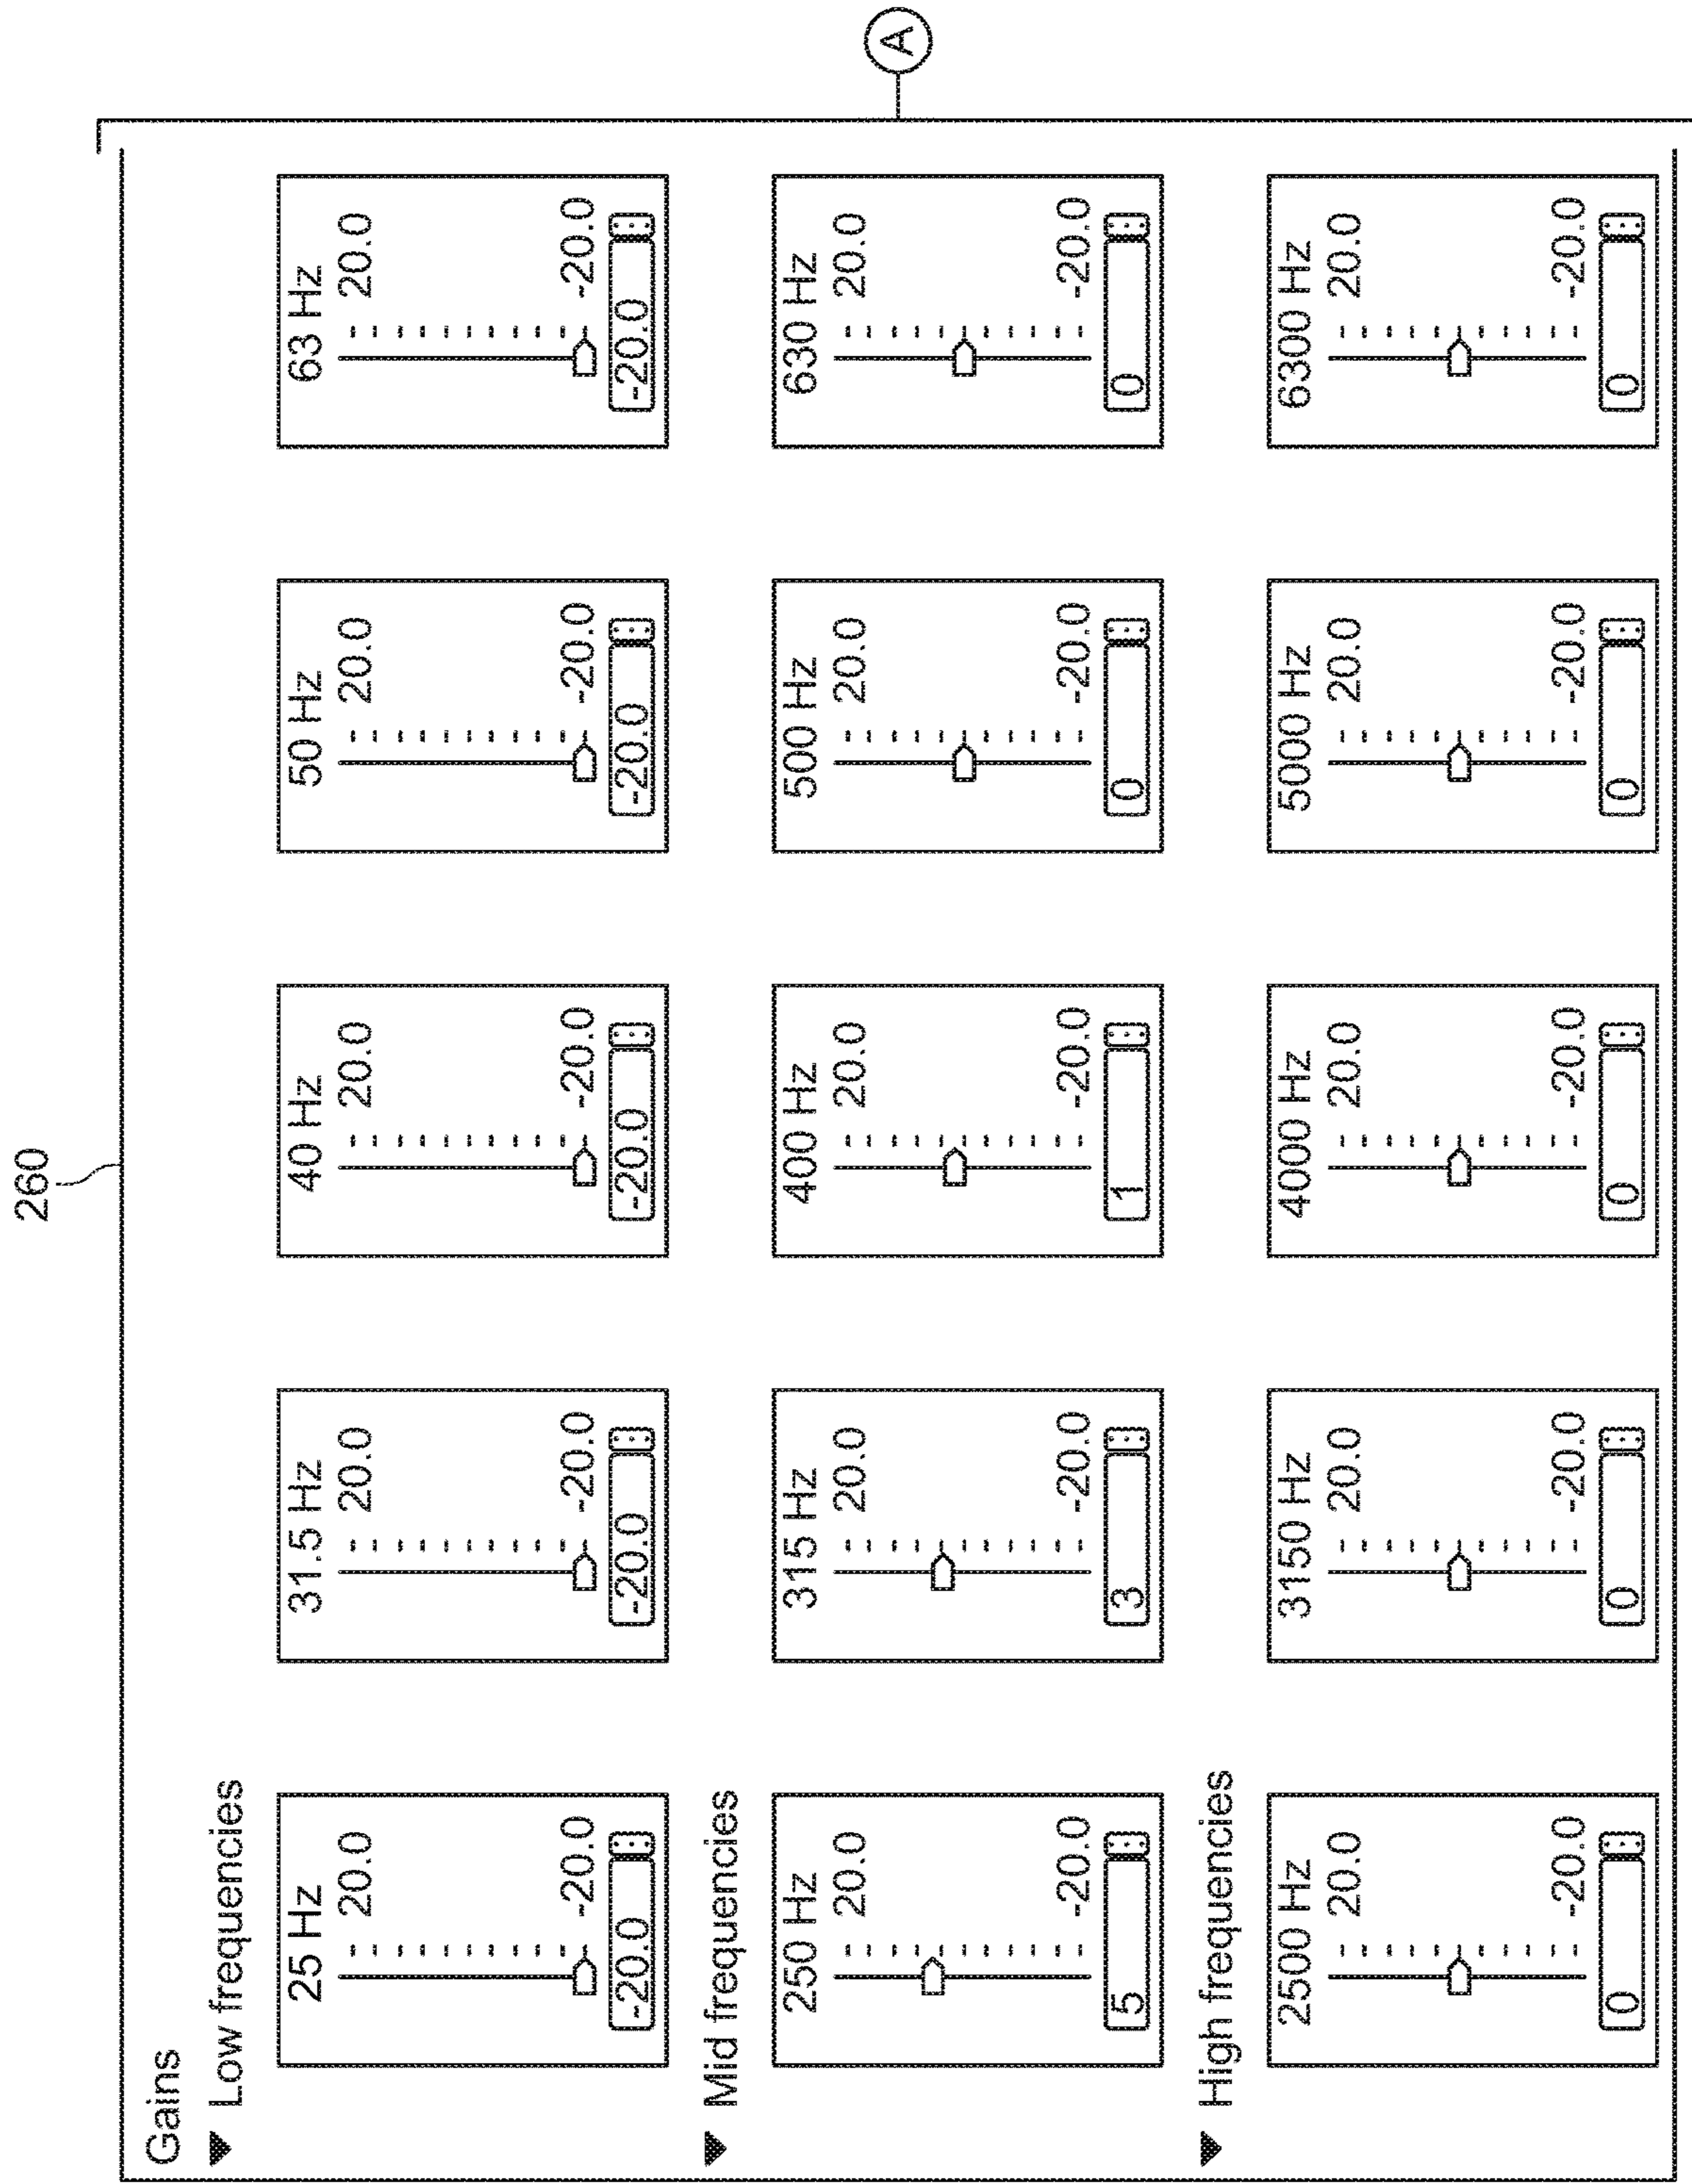 260
Gains
Low frequencies
25 Hz 31.5 Hz 40 Hz 50 Hz 63 Hz
20.0 20.0 20.0 20.0 20.0
-20.0 -20.0 -20.0 -20.0 -20.0
-20.0 -20.0 -20.0 -20.0 -20.0
Mid frequencies
250 Hz 315 Hz 400 Hz 500 Hz 630 Hz
20.0 20.0 20.0 20.0 20.0
-20.0 -20.0 -20.0 -20.0 -20.0
5 3 1 0 0
High frequencies
2500 Hz 3150 Hz 4000 Hz 5000 Hz 6300 Hz
20.0 20.0 20.0 20.0 20.0
-20.0 -20.0 -20.0 -20.0 -20.0
0 0 0 0 0
A